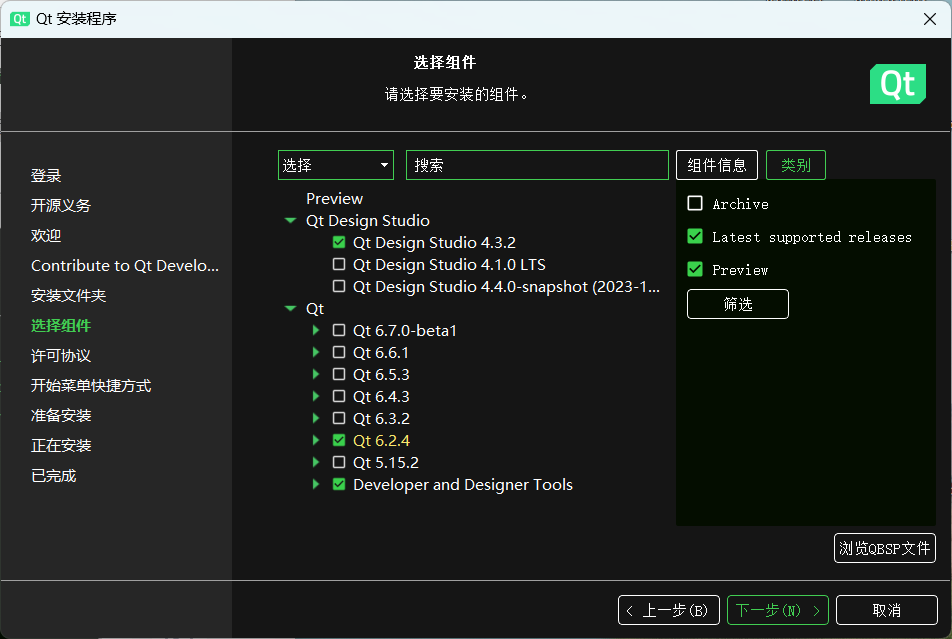 Qt Qt 安装程序
选择组件
请选择要安装的组件。
Qt
登录
开源义务
欢迎
Contribute to Qt Develo...
安装文件夹
选择组件
许可协议
开始菜单快捷方式
准备安装
正在安装
已完成
选择 搜索 组件信息 类别
Preview
Qt Design Studio
Qt Design Studio 4.3.2
Qt Design Studio 4.1.0 LTS
Qt Design Studio 4.4.0-snapshot (2023-1...
Qt
Qt 6.7.0-beta1
Qt 6.6.1
Qt 6.5.3
Qt 6.4.3
Qt 6.3.2
Qt 6.2.4
Qt 5.15.2
Developer and Designer Tools
Archive
Latest supported releases
Preview
筛选
浏览QBSP文件
< 上一步(B) 下一步(N) > 取消